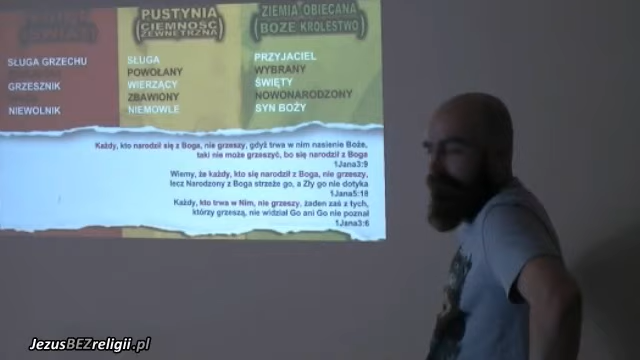 (ŚWIAT)
SŁUGA GRZECHU
GRZESZNIK
NIEWOLNIK
PUSTYNIA
(CIEMNOŚĆ
ZEWNĘTRZNA)
SŁUGA
POWOŁANY
WIERZĄCY
ZBAWIONY
NIEMOWLE
ZIEMIA OBIECANA
(BOŻE KRÓLESTWO)
PRZYJACIEL
WYBRANY
ŚWIĘTY
NOWONARODZONY
SYN BOŻY
Każdy, kto narodził się z Boga, nie grzeszy, gdyż trwa w nim nasienie Boże,
taki nie może grzeszyć, bo się narodził z Boga
1Jana3:9
Wiemy, że każdy, kto się narodził z Boga, nie grzeszy,
lecz Narodzony z Boga strzeże go, a Zły go nie dotyka
1Jana5:18
Każdy, kto trwa w Nim, nie grzeszy, żaden zaś z tych,
którzy grzeszą, nie widział Go ani Go nie poznał
1Jana3:6
JezusBEZreligii.pl